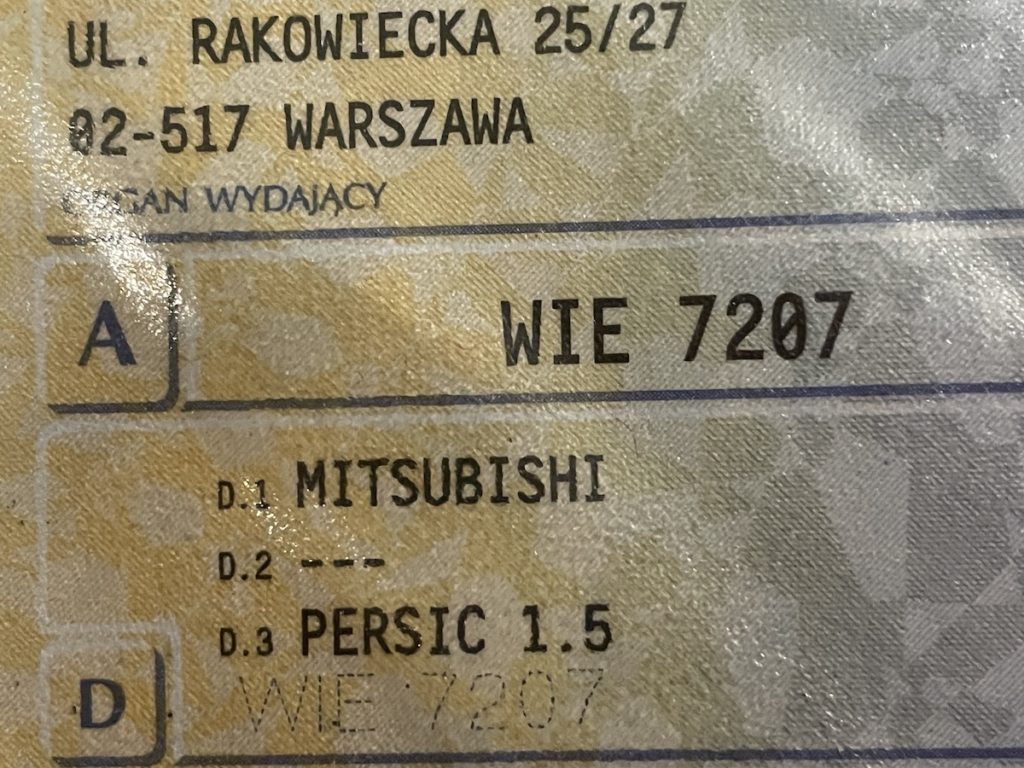 UL. RAKOWIECKA 25/27
02-517 WARSZAWA
ORGAN WYDAJĄCY
A WIE 7207
D.1 MITSUBISHI
D.2 ---
D.3 PERSIC 1.5
D WIE 7207